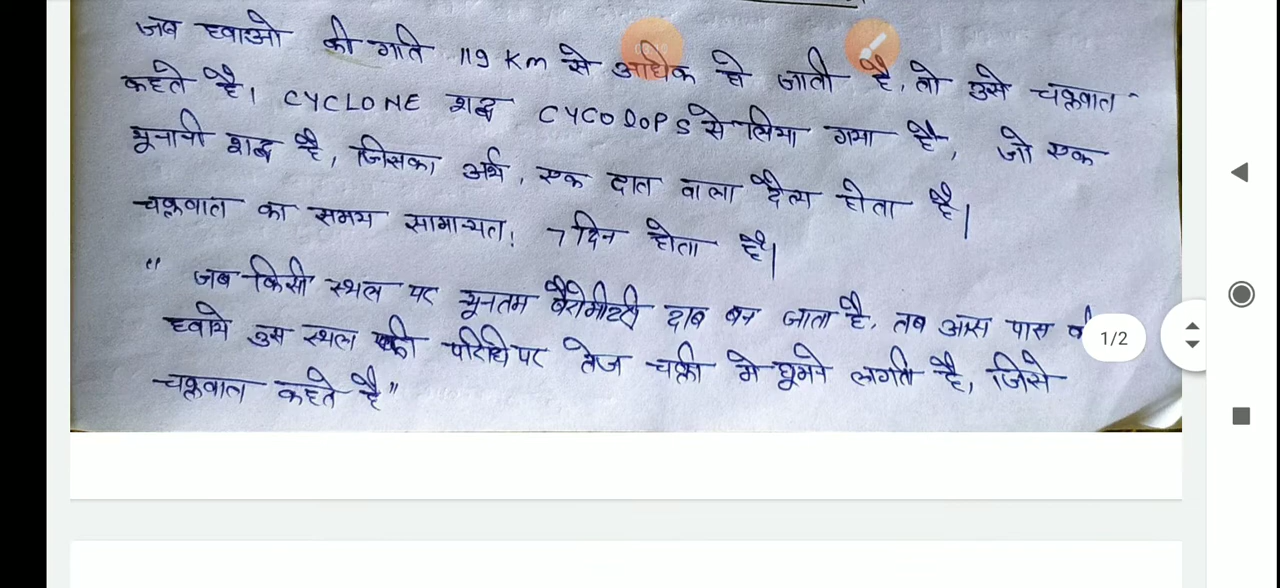 जब हवाओ की गति 119 Km से अधिक हो जाती है, तो उसे चक्रवात
कहते है। CYCLONE शब्द CYCODOPS से लिया गया है, जो एक
यूनानी शब्द है, जिसका अर्थ, एक दात वाला दैत्य होता है।
चक्रवात का समय सामान्यत: 7 दिन होता है।
" जब किसी स्थल पर यूनतम बैरोमीटरी दाब बन जाता है, तब आस पास की
हवाये उस स्थल की परिधि पर तेज चक्री मे घूमने लगती है, जिसे
चक्रवात कहते है"
1/2